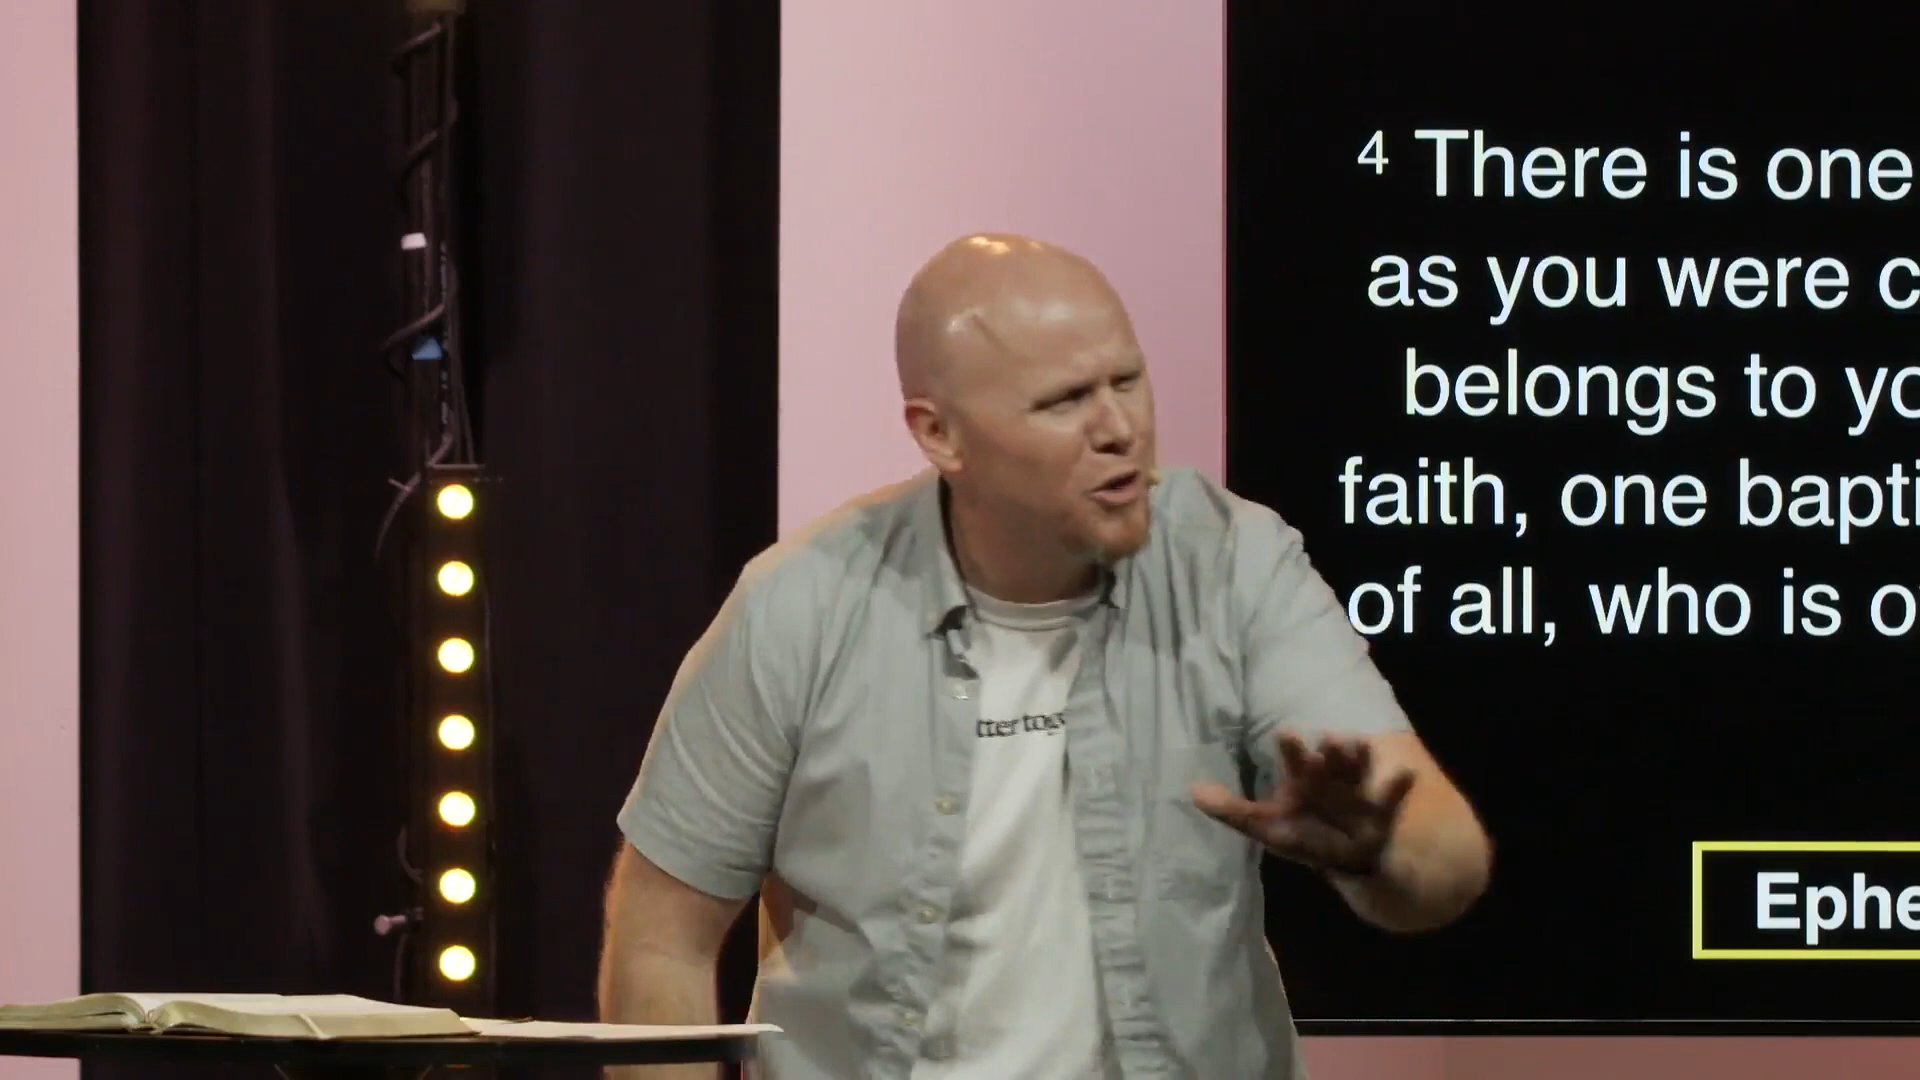 4 There is one
as you were c
belongs to yo
faith, one bapti
of all, who is o
Ephe
tter toge